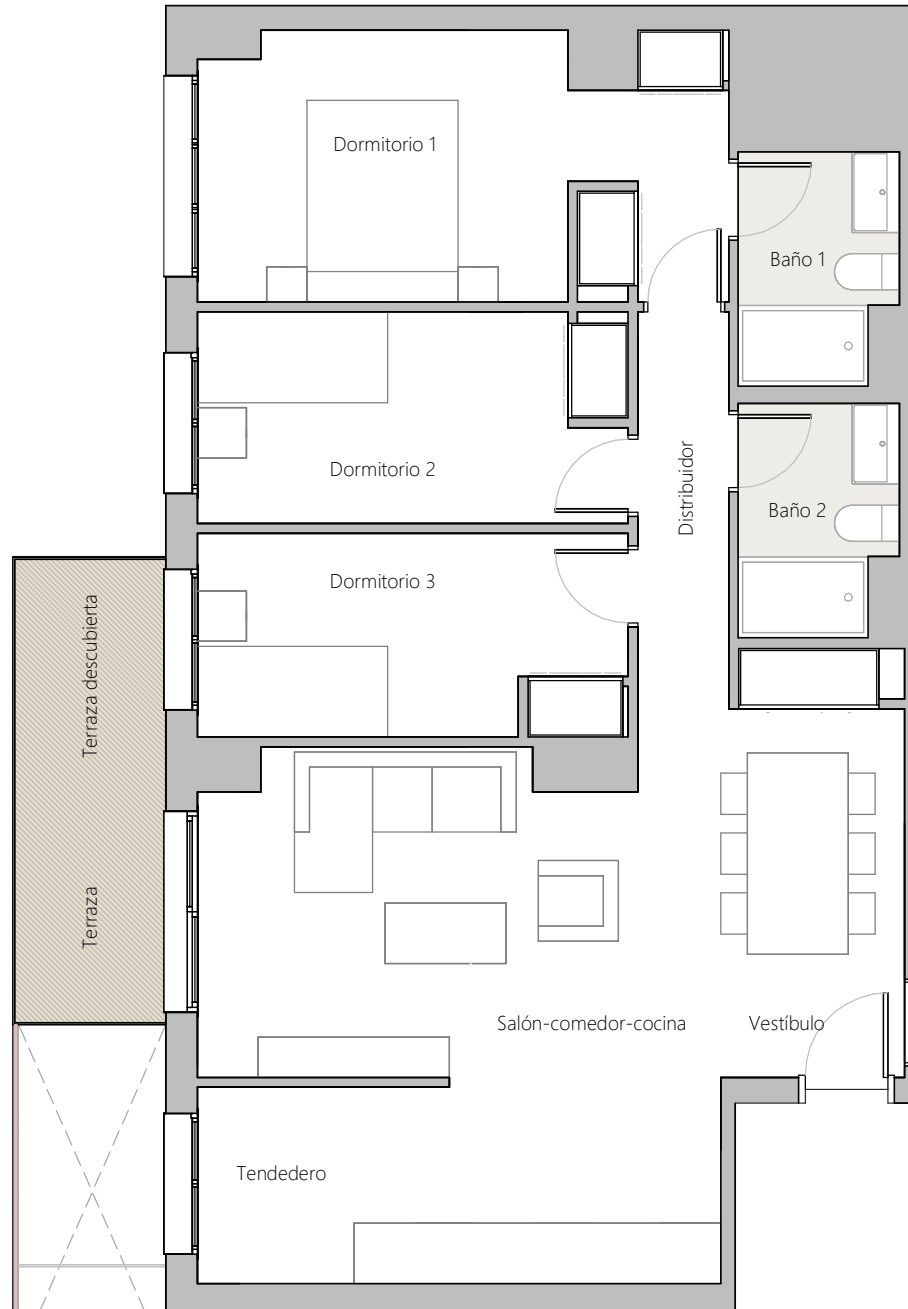 Dormitorio 1
Baño 1
Dormitorio 2
Distribuidor
Baño 2
Dormitorio 3
Terraza descubierta
Terraza
Salón-comedor-cocina
Vestíbulo
Tendedero